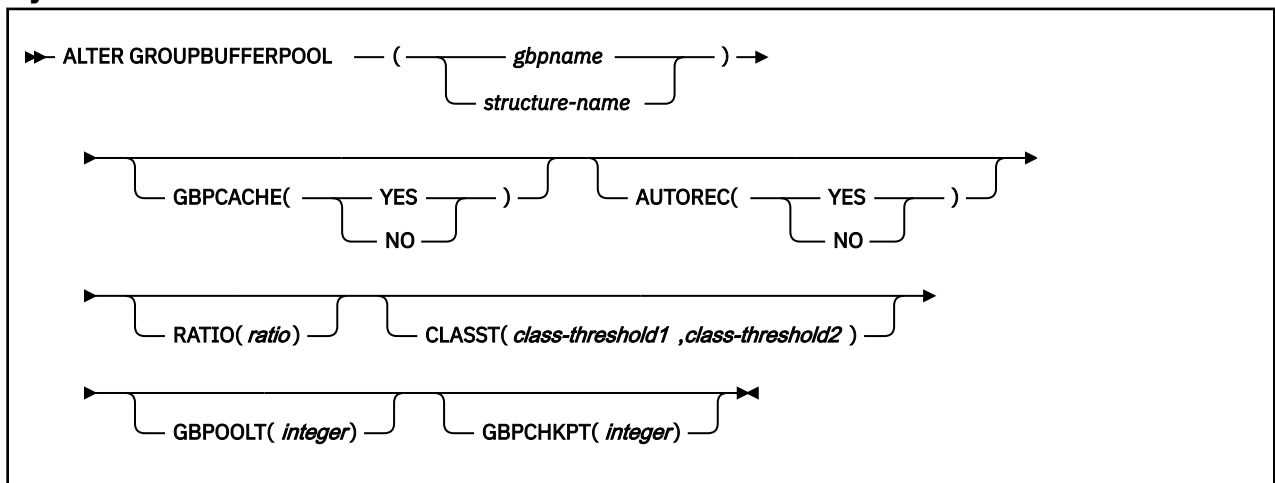 ALTER GROUPBUFFERPOOL ( gbpname )
structure-name
GBPCACHE( YES ) AUTOREC( YES )
NO NO
RATIO( ratio) CLASST( class-threshold1 ,class-threshold2 )
GBPOOLT( integer) GBPCHKPT( integer)